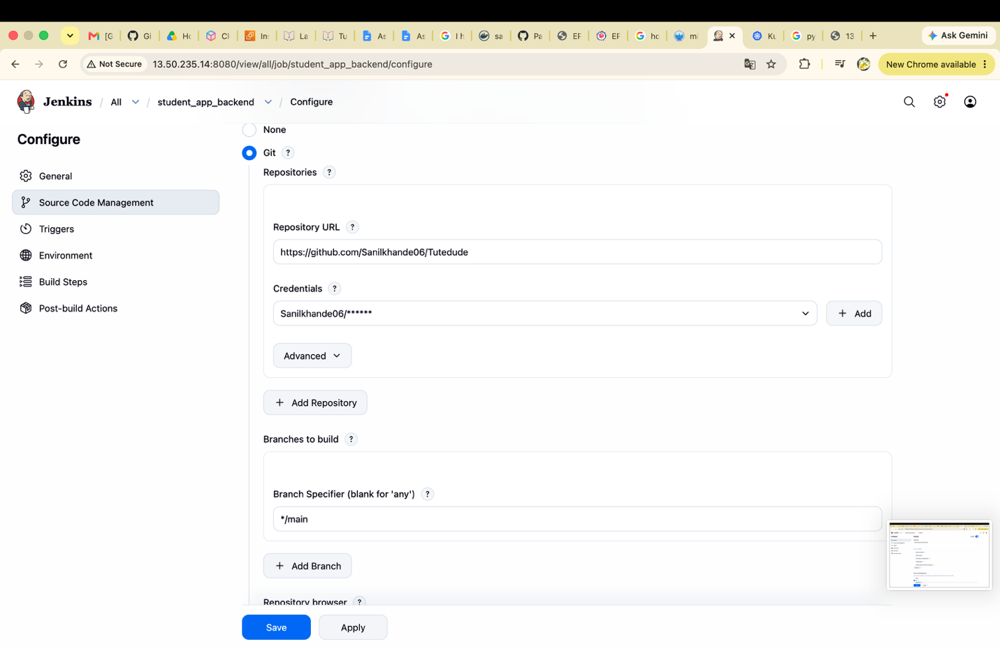 [G
Gi
Ho
Cl
In:
La
Tu
As
As
I h
sa
Pa
EF
EF
ho
mi
Ku
py
13
Ask Gemini
Not Secure
13.50.235.14:8080/view/all/job/student_app_backend/configure
New Chrome available
Jenkins / All / student_app_backend / Configure
Configure
General
Source Code Management
Triggers
Environment
Build Steps
Post-build Actions
None
Git ?
Repositories ?
Repository URL ?
https://github.com/Sanilkhande06/Tutedude
Credentials ?
Sanilkhande06/******
+ Add
Advanced
+ Add Repository
Branches to build ?
Branch Specifier (blank for 'any') ?
*/main
+ Add Branch
Repository browser ?
Save
Apply